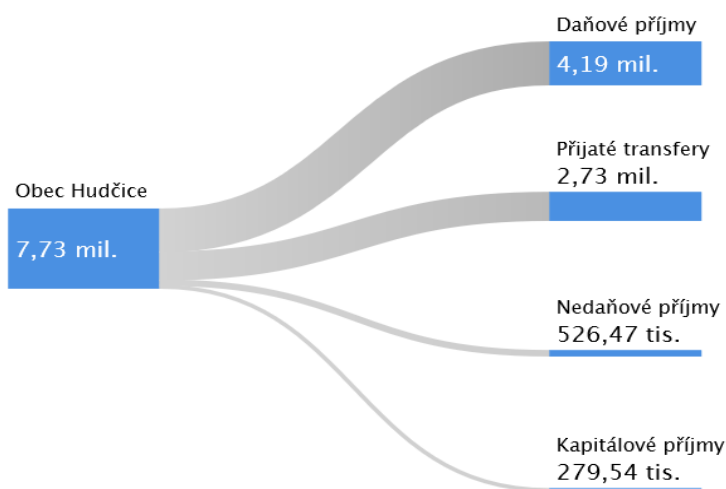 Daňové příjmy
4,19 mil.
Přijaté transfery
2,73 mil.
Obec Hudčice
7,73 mil.
Nedaňové příjmy
526,47 tis.
Kapitálové příjmy
279,54 tis.